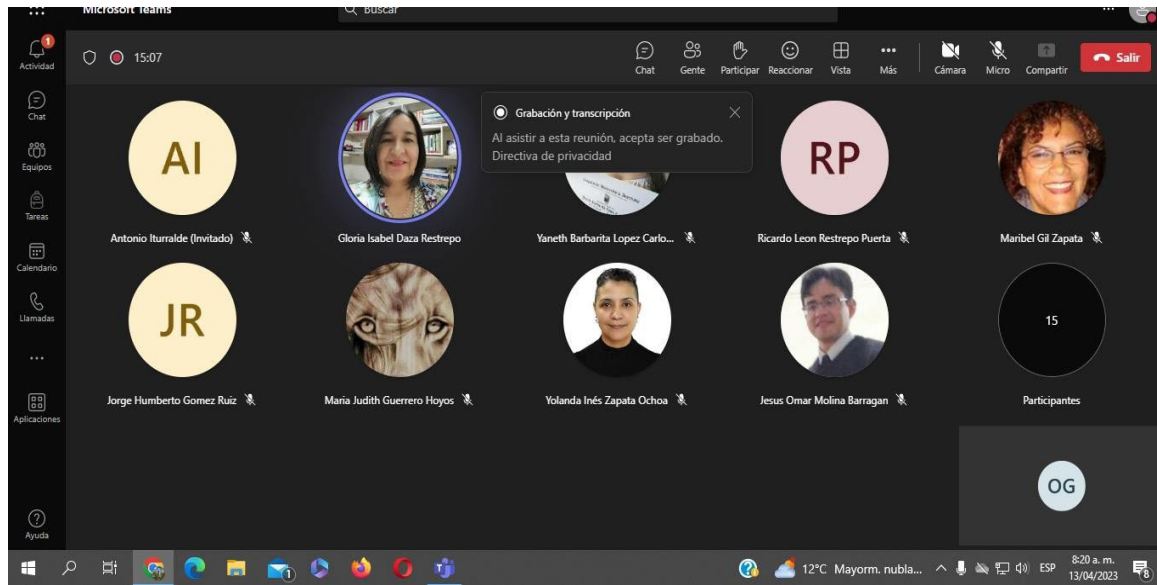 Microsoft Teams
Buscar
1
Actividad
Chat
Equipos
Tareas
Calendario
Llamadas
Aplicaciones
Ayuda
15:07
Chat
Gente
Participar
Reaccionar
Vista
Más
Cámara
Micro
Compartir
Salir
Grabación y transcripción
Al asistir a esta reunión, acepta ser grabado.
Directiva de privacidad
AI
RP
Antonio Iturralde (Invitado)
Gloria Isabel Daza Restrepo
Yaneth Barbarita Lopez Carlo...
Ricardo Leon Restrepo Puerta
Maribel Gil Zapata
JR
15
Jorge Humberto Gomez Ruiz
Maria Judith Guerrero Hoyos
Yolanda Inés Zapata Ochoa
Jesus Omar Molina Barragan
Participantes
OG
1
12°C Mayorm. nubla...
ESP
8:20 a. m.
13/04/2023
8